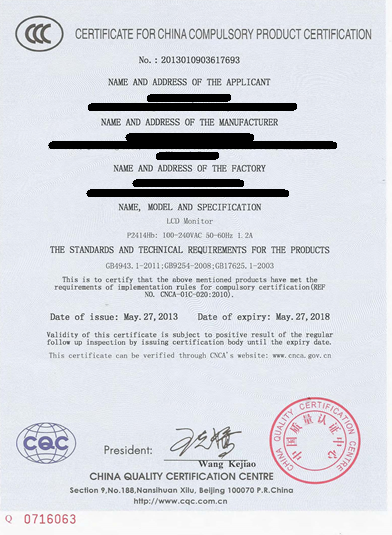 CCC
CERTIFICATE FOR CHINA COMPULSORY PRODUCT CERTIFICATION
No. : 2013010903617693
NAME AND ADDRESS OF THE APPLICANT
NAME AND ADDRESS OF THE MANUFACTURER
NAME AND ADDRESS OF THE FACTORY
NAME, MODEL AND SPECIFICATION
LCD Monitor
P2414Hb: 100-240VAC 50-60Hz 1.2A
THE STANDARDS AND TECHNICAL REQUIREMENTS FOR THE PRODUCTS
GB4943.1-2011;GB9254-2008;GB17625.1-2003
This is to certify that the above mentioned products have met the
requirements of implementation rules for compulsory certification(REF
NO. CNCA-01C-020:2010).
Date of issue: May.27,2013 Date of expiry: May.27,2018
Validity of this certificate is subject to positive result of the regular
follow up inspection by issuing certification body until the expiry date.
This certificate can be verified through CNCA's website: www.cnca.gov.cn
CQC
President:
Wang Kejiao
CHINA QUALITY CERTIFICATION CENTRE
中国质量认证中心
CHINA QUALITY CERTIFICATION CENTRE
Section 9,No.188,Nansihuan Xilu, Beijing 100070 P.R.China
http://www.cqc.com.cn
Q 0716063